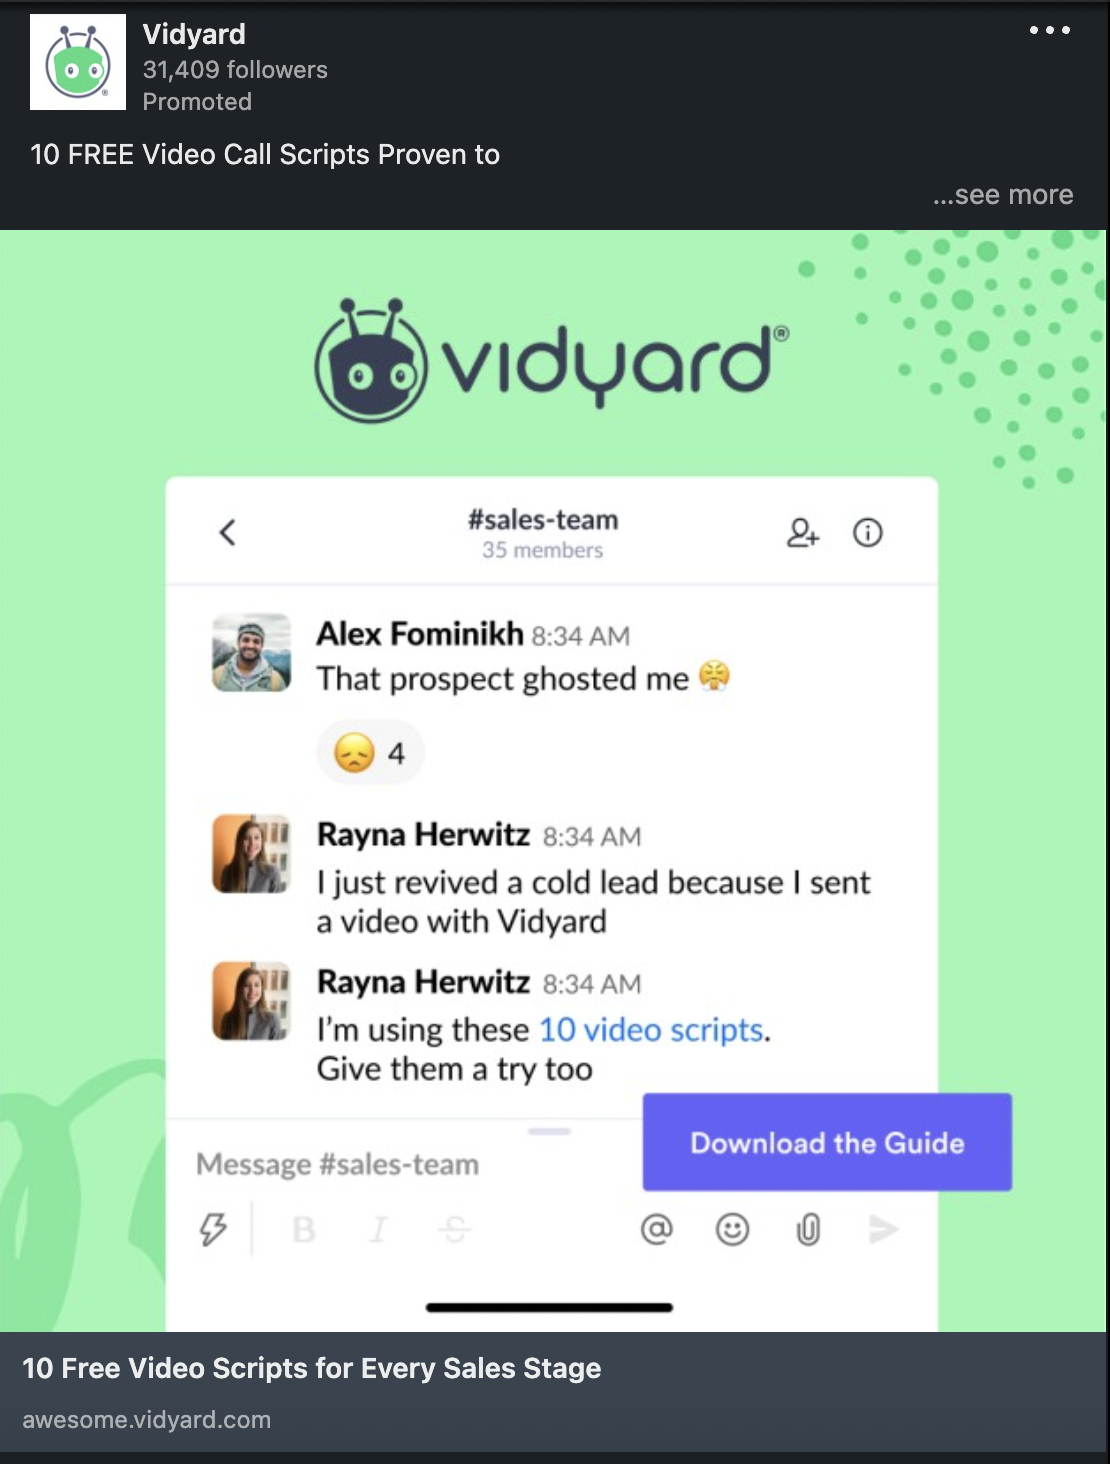 Vidyard
31,409 followers
Promoted
10 FREE Video Call Scripts Proven to
...see more
vidyard®
#sales-team
35 members
Alex Fominikh 8:34 AM
That prospect ghosted me 😤
😞 4
Rayna Herwitz 8:34 AM
I just revived a cold lead because I sent
a video with Vidyard
Rayna Herwitz 8:34 AM
I'm using these 10 video scripts.
Give them a try too
Download the Guide
Message #sales-team
B I S
10 Free Video Scripts for Every Sales Stage
awesome.vidyard.com